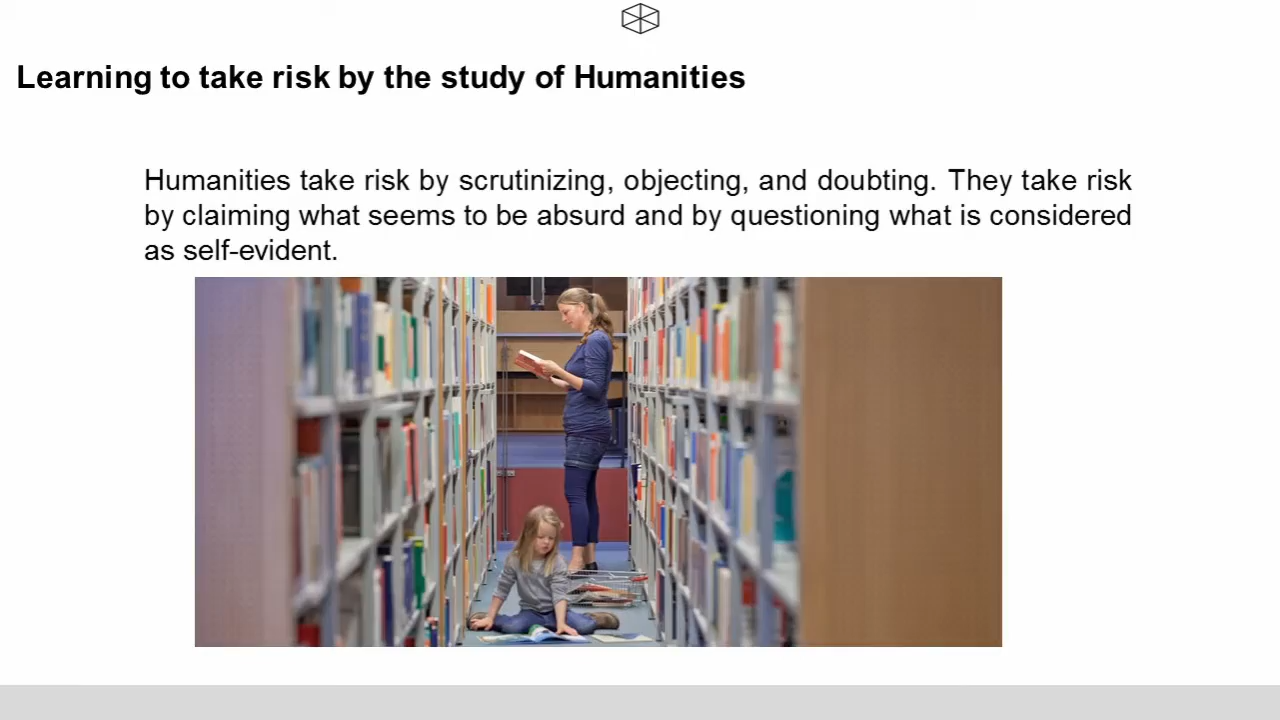 Learning to take risk by the study of Humanities
Humanities take risk by scrutinizing, objecting, and doubting. They take risk
by claiming what seems to be absurd and by questioning what is considered
as self-evident.